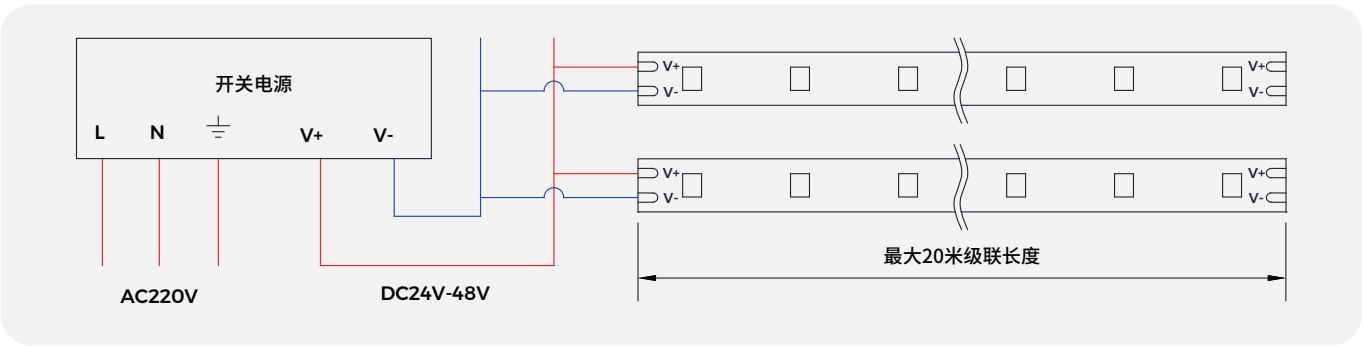 开关电源
L N V+ V-
AC220V
DC24V-48V
V+ V+
V- V-
V+ V+
V- V-
最大20米级联长度